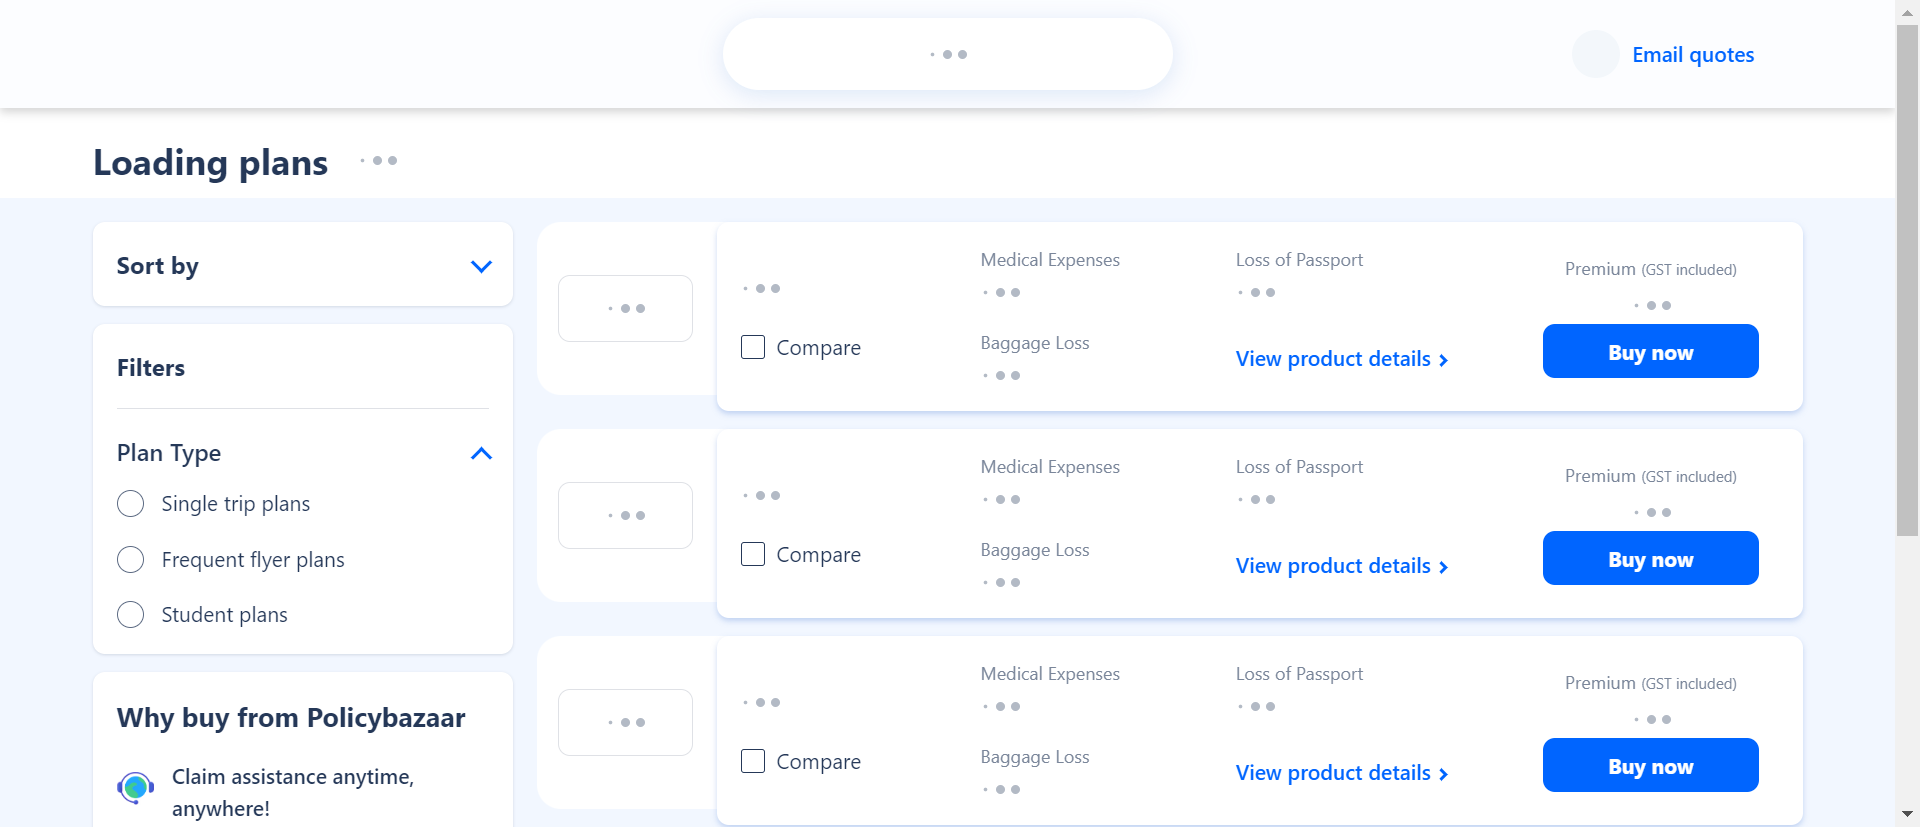 Email quotes
Loading plans
Sort by
Filters
Plan Type
Single trip plans
Frequent flyer plans
Student plans
Why buy from Policybazaar
Claim assistance anytime,
anywhere!
Medical Expenses
Loss of Passport
Premium (GST included)
Compare
Baggage Loss
View product details
Buy now
Medical Expenses
Loss of Passport
Premium (GST included)
Compare
Baggage Loss
View product details
Buy now
Medical Expenses
Loss of Passport
Premium (GST included)
Compare
Baggage Loss
View product details
Buy now